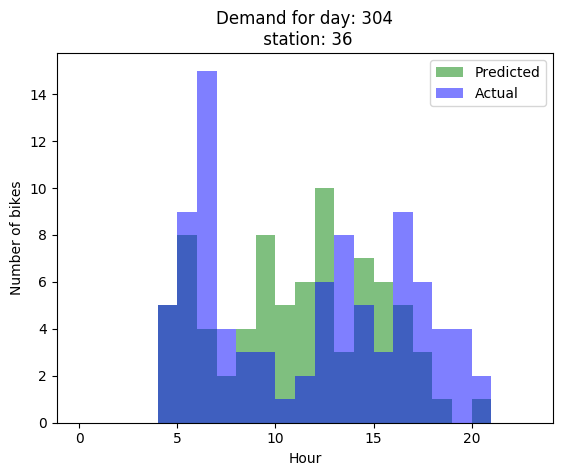 Demand for day: 304
station: 36
Predicted
Actual
Number of bikes
14
12
10
8
6
4
2
0
0 5 10 15 20
Hour